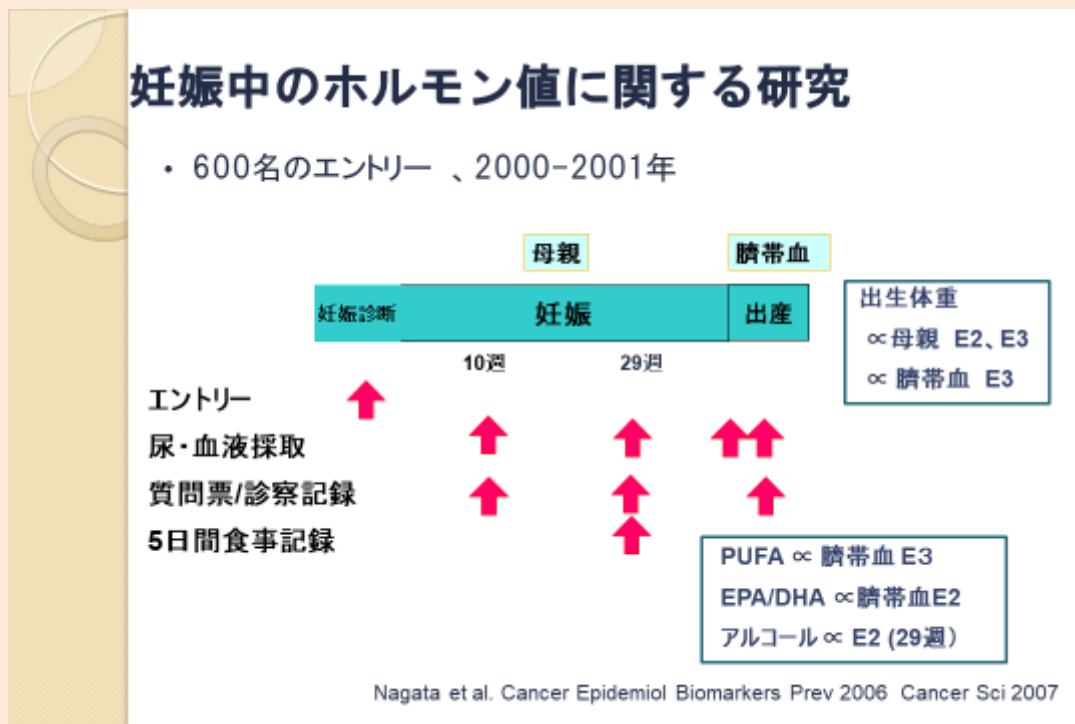 妊娠中のホルモン値に関する研究
• 600名のエントリー 、2000-2001年
母親
臍帯血
妊娠診断
妊娠
出産
10週
29週
出生体重
∝母親 E2、E3
∝ 臍帯血 E3
エントリー
尿・血液採取
質問票/診察記録
5日間食事記録
PUFA ∝ 臍帯血 E3
EPA/DHA ∝臍帯血E2
アルコール ∝ E2 (29週)
Nagata et al. Cancer Epidemiol Biomarkers Prev 2006 Cancer Sci 2007